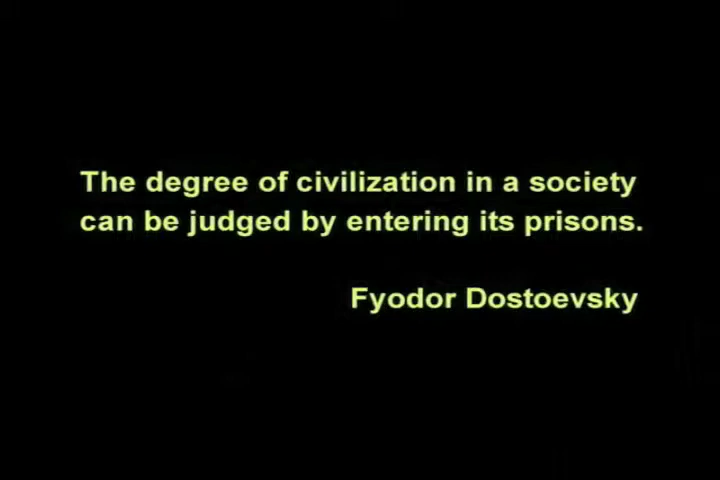 The degree of civilization in a society
can be judged by entering its prisons.
Fyodor Dostoevsky